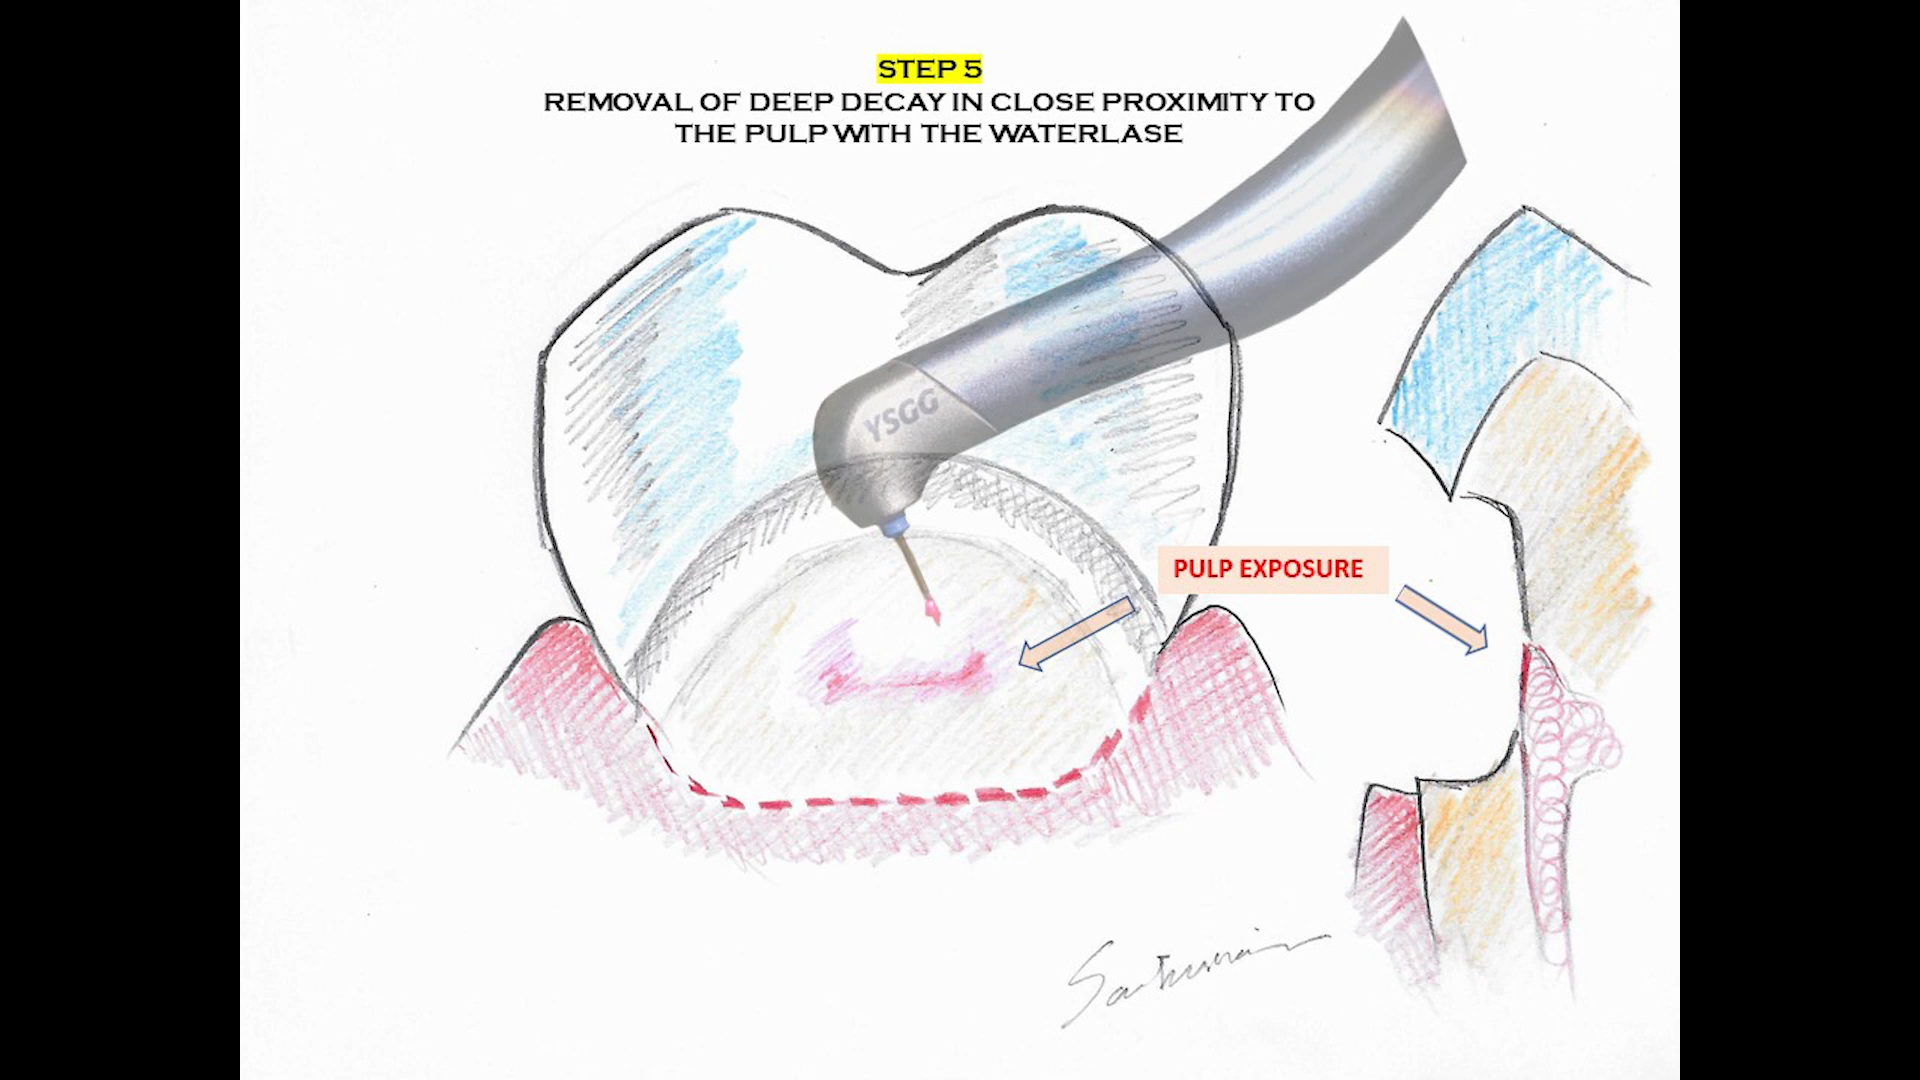 STEP 5
REMOVAL OF DEEP DECAY IN CLOSE PROXIMITY TO
THE PULP WITH THE WATERLASE
YSGG
PULP EXPOSURE